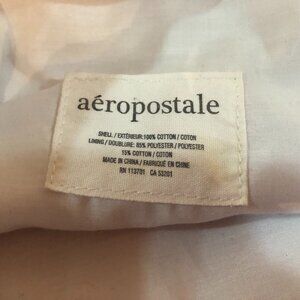 aéropostale
SHELL / EXTÉRIEUR:100% COTTON / COTON
LINING / DOUBLURE: 85% POLYESTER / POLYESTER
15% COTTON / COTON
MADE IN CHINA / FABRIQUÉ EN CHINE
RN 113701 CA 53201